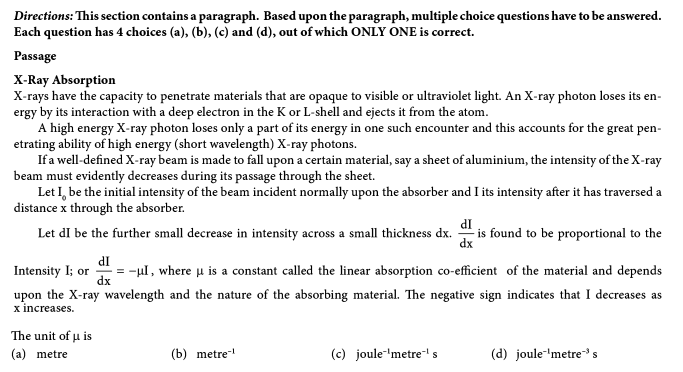 Directions: This section contains a paragraph. Based upon the paragraph, multiple choice questions have to be answered.
Each question has 4 choices (a), (b), (c) and (d), out of which ONLY ONE is correct.
Passage
X-Ray Absorption
X-rays have the capacity to penetrate materials that are opaque to visible or ultraviolet light. An X-ray photon loses its en-
ergy by its interaction with a deep electron in the K or L-shell and ejects it from the atom.
A high energy X-ray photon loses only a part of its energy in one such encounter and this accounts for the great pen-
etrating ability of high energy (short wavelength) X-ray photons.
If a well-defined X-ray beam is made to fall upon a certain material, say a sheet of aluminium, the intensity of the X-ray
beam must evidently decreases during its passage through the sheet.
Let I₀ be the initial intensity of the beam incident normally upon the absorber and I its intensity after it has traversed a
distance x through the absorber.
Let dI be the further small decrease in intensity across a small thickness dx. dI/dx is found to be proportional to the
Intensity I; or dI/dx = −μI, where μ is a constant called the linear absorption co-efficient of the material and depends
upon the X-ray wavelength and the nature of the absorbing material. The negative sign indicates that I decreases as
x increases.
The unit of μ is
(a) metre (b) metre⁻¹ (c) joule⁻¹metre⁻¹ s (d) joule⁻¹metre⁻³ s